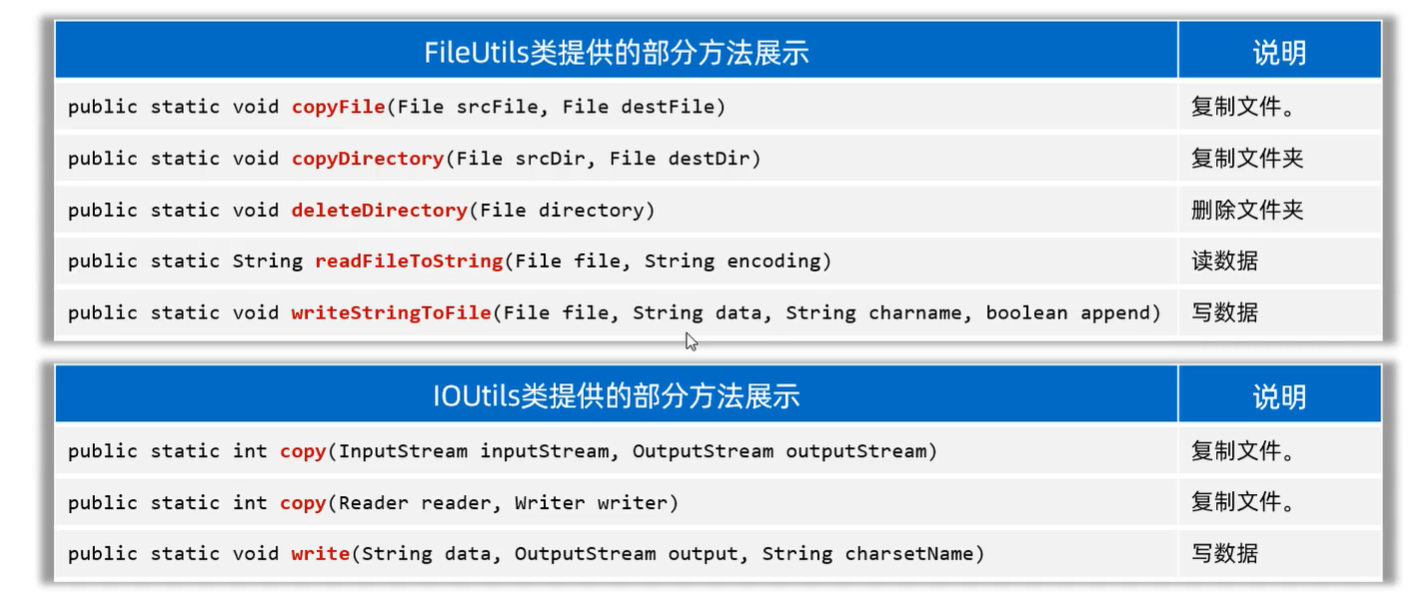 FileUtils类提供的部分方法展示 说明
public static void copyFile(File srcFile, File destFile) 复制文件。
public static void copyDirectory(File srcDir, File destDir) 复制文件夹
public static void deleteDirectory(File directory) 删除文件夹
public static String readFileToString(File file, String encoding) 读数据
public static void writeStringToFile(File file, String data, String charname, boolean append) 写数据
IOUtils类提供的部分方法展示 说明
public static int copy(InputStream inputStream, OutputStream outputStream) 复制文件。
public static int copy(Reader reader, Writer writer) 复制文件。
public static void write(String data, OutputStream output, String charsetName) 写数据